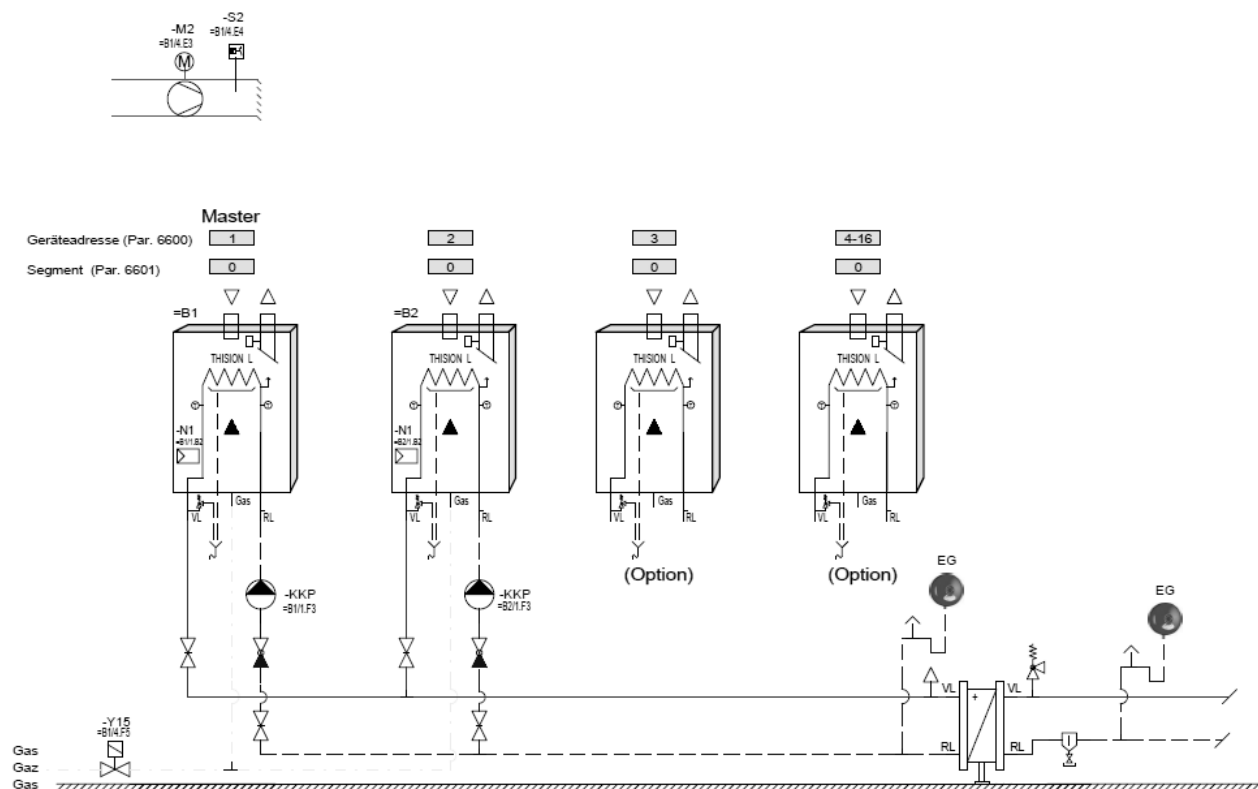 -M2
=B1/4.E3
-S2
=B1/4.E4
M
Master
Geräteadresse (Par. 6600) 1 2 3 4-16
Segment (Par. 6601) 0 0 0 0
=B1 =B2
THISION L THISION L THISION L THISION L
T T T T T T T T
-N1 -N1
=B1/1.B2 =B2/1.B2
Gas Gas Gas Gas
VL RL VL RL VL RL VL RL
(Option) (Option)
EG EG
-KKP -KKP
=B1/1.F3 =B2/1.F3
VL VL
+
-Y15
=B1/4.F5
RL RL
Gas
Gaz
Gas